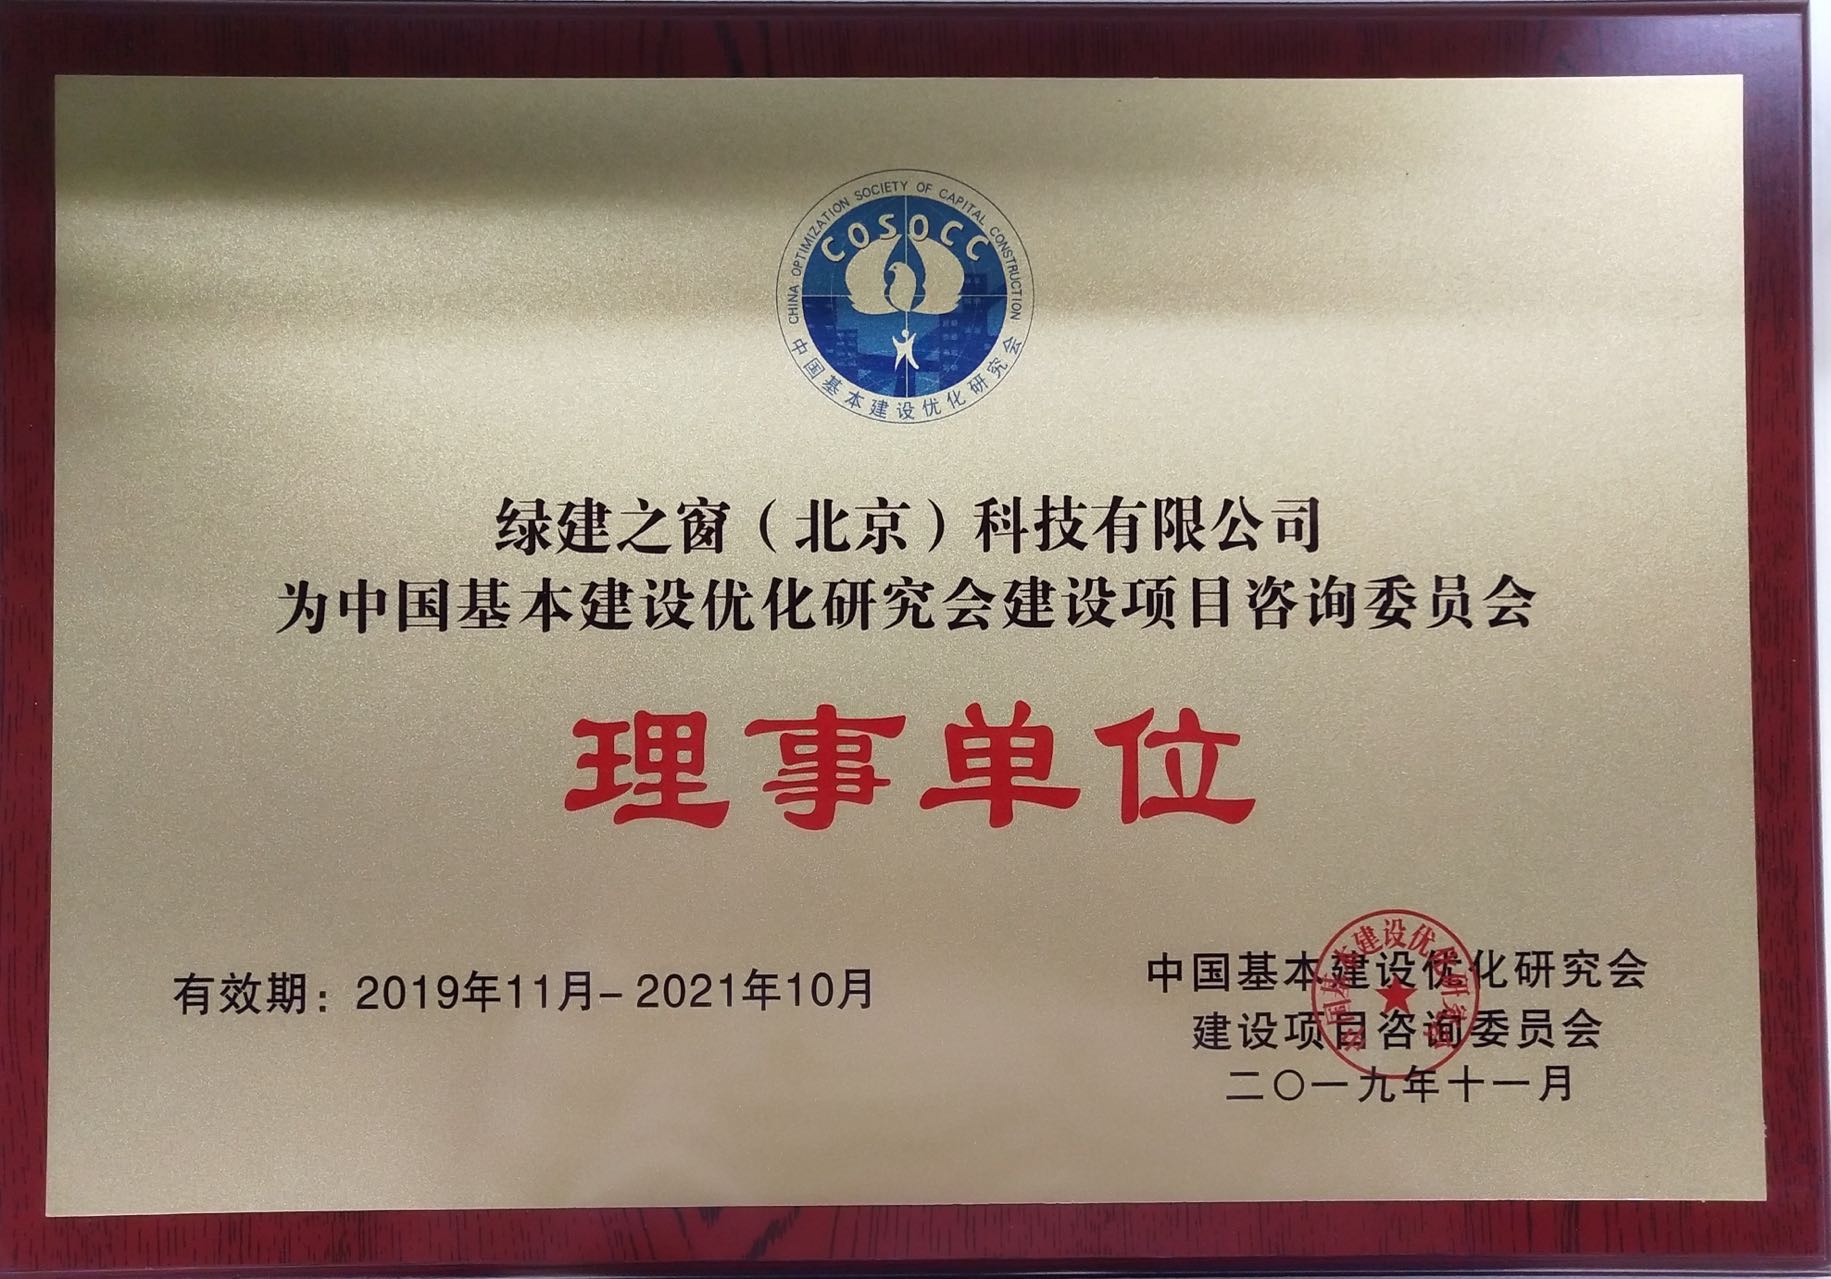 CHINA OPTIMIZATION SOCIETY OF CAPITAL CONSTRUCTION
COSOCC
中国基本建设优化研究会
绿建之窗（北京）科技有限公司
为中国基本建设优化研究会建设项目咨询委员会
理事单位
有效期：2019年11月-2021年10月
中国基本建设优化研究会
建设项目咨询委员会
二〇一九年十一月